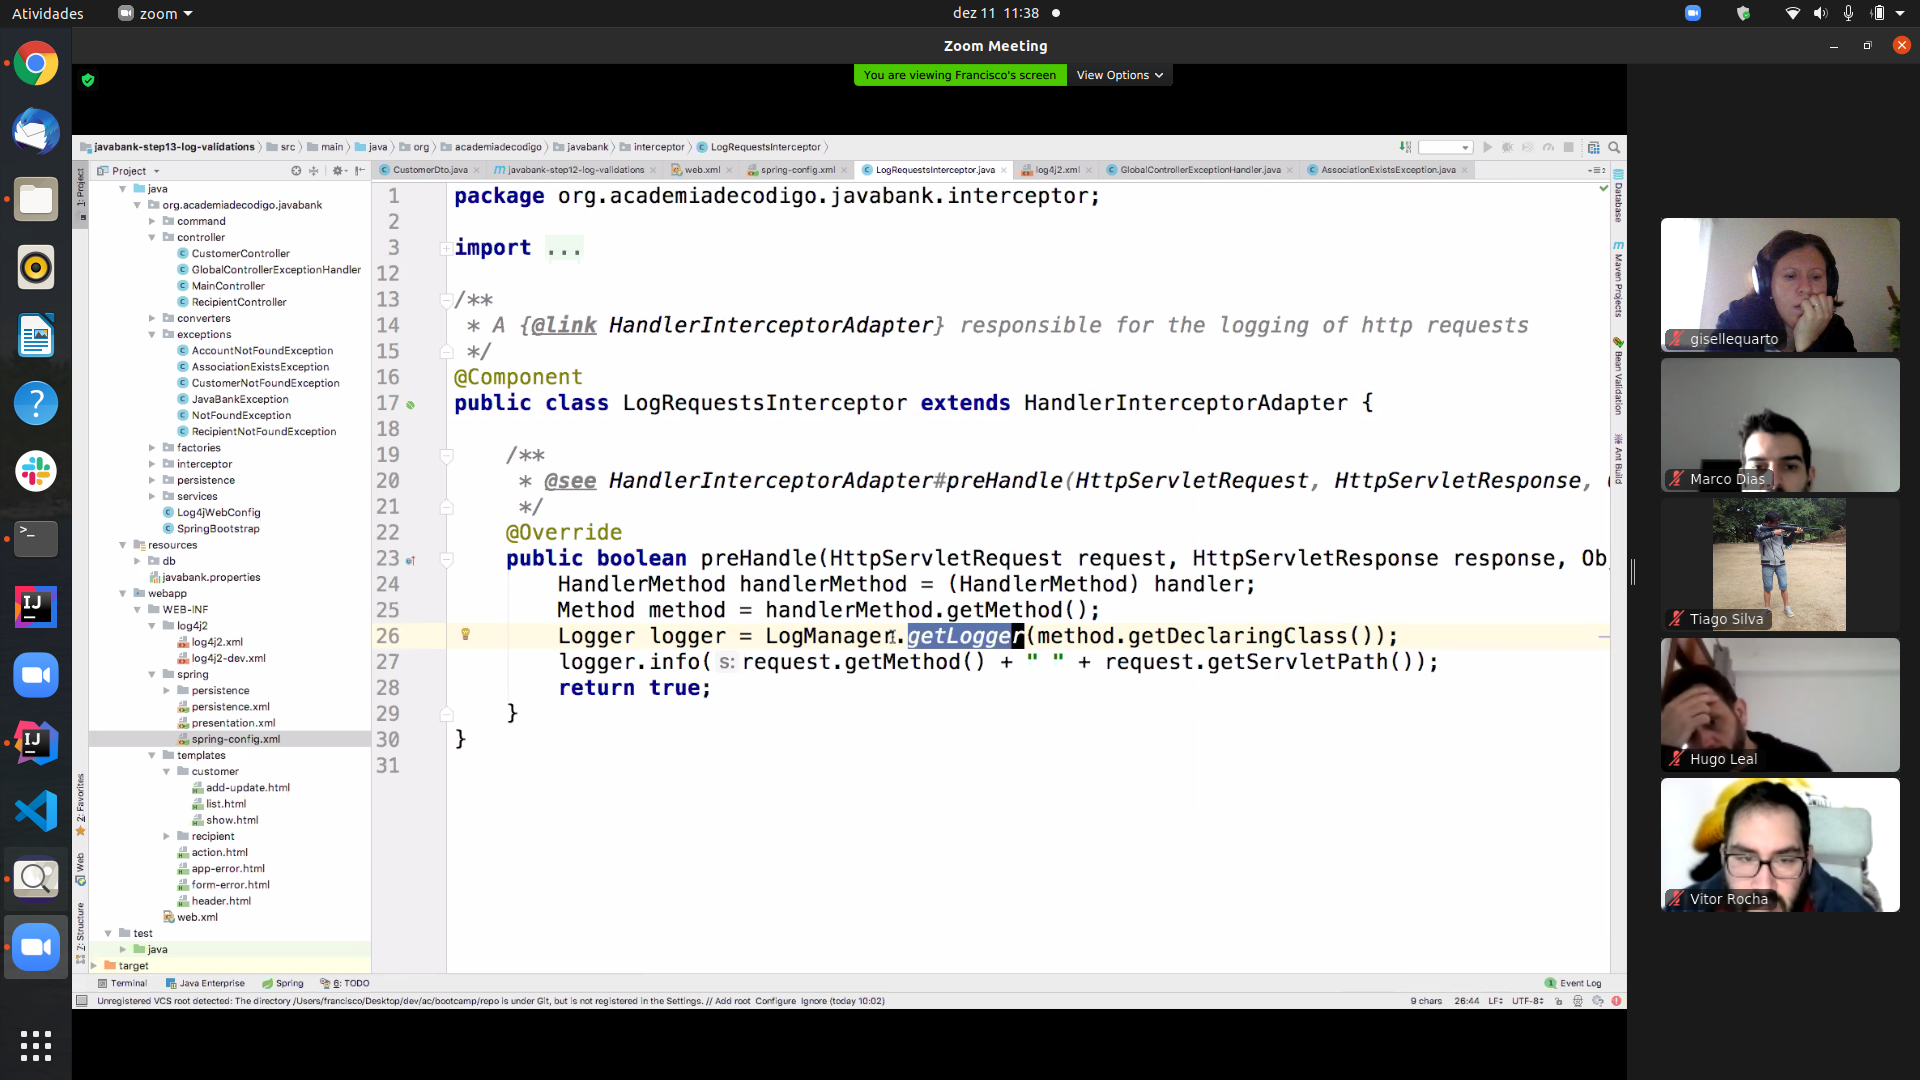 Atividades
zoom
dez 11 11:38
Zoom Meeting
You are viewing Francisco's screen
View Options
javabank-step13-log-validations
src
main
java
org
academiadecodigo
javabank
interceptor
LogRequestsInterceptor
Project
CustomerDto.java
javabank-step12-log-validations
web.xml
spring-config.xml
LogRequestsInterceptor.java
log4j2.xml
GlobalControllerExceptionHandler.java
AssociationExistsException.java
1: Project
2: Favorites
Web
7: Structure
java
org.academiadecodigo.javabank
command
controller
CustomerController
GlobalControllerExceptionHandler
MainController
RecipientController
converters
exceptions
AccountNotFoundException
AssociationExistsException
CustomerNotFoundException
JavaBankException
NotFoundException
RecipientNotFoundException
factories
interceptor
persistence
services
Log4jWebConfig
SpringBootstrap
resources
db
javabank.properties
webapp
WEB-INF
log4j2
log4j2.xml
log4j2-dev.xml
spring
persistence
persistence.xml
presentation.xml
spring-config.xml
templates
customer
add-update.html
list.html
show.html
recipient
action.html
app-error.html
form-error.html
header.html
web.xml
test
java
target
1 package org.academiadecodigo.javabank.interceptor;
2
3 import ...
12
13 /**
14 * A {@link HandlerInterceptorAdapter} responsible for the logging of http requests
15 */
16 @Component
17 public class LogRequestsInterceptor extends HandlerInterceptorAdapter {
18
19 /**
20 * @see HandlerInterceptorAdapter#preHandle(HttpServletRequest, HttpServletResponse,
21 */
22 @Override
23 public boolean preHandle(HttpServletRequest request, HttpServletResponse response, Ob
24 HandlerMethod handlerMethod = (HandlerMethod) handler;
25 Method method = handlerMethod.getMethod();
26 Logger logger = LogManager.getLogger(method.getDeclaringClass());
27 logger.info( s: request.getMethod() + " " + request.getServletPath());
28 return true;
29 }
30 }
31
Database
Maven Projects
Bean Validation
Ant Build
Terminal
Java Enterprise
Spring
6: TODO
1 Event Log
Unregistered VCS root detected: The directory /Users/francisco/Desktop/dev/ac/bootcamp/repo is under Git, but is not registered in the Settings. // Add root Configure Ignore (today 10:02)
9 chars
26:44
LF
UTF-8
gisellequarto
Marco Dias
Tiago Silva
Hugo Leal
Vitor Rocha